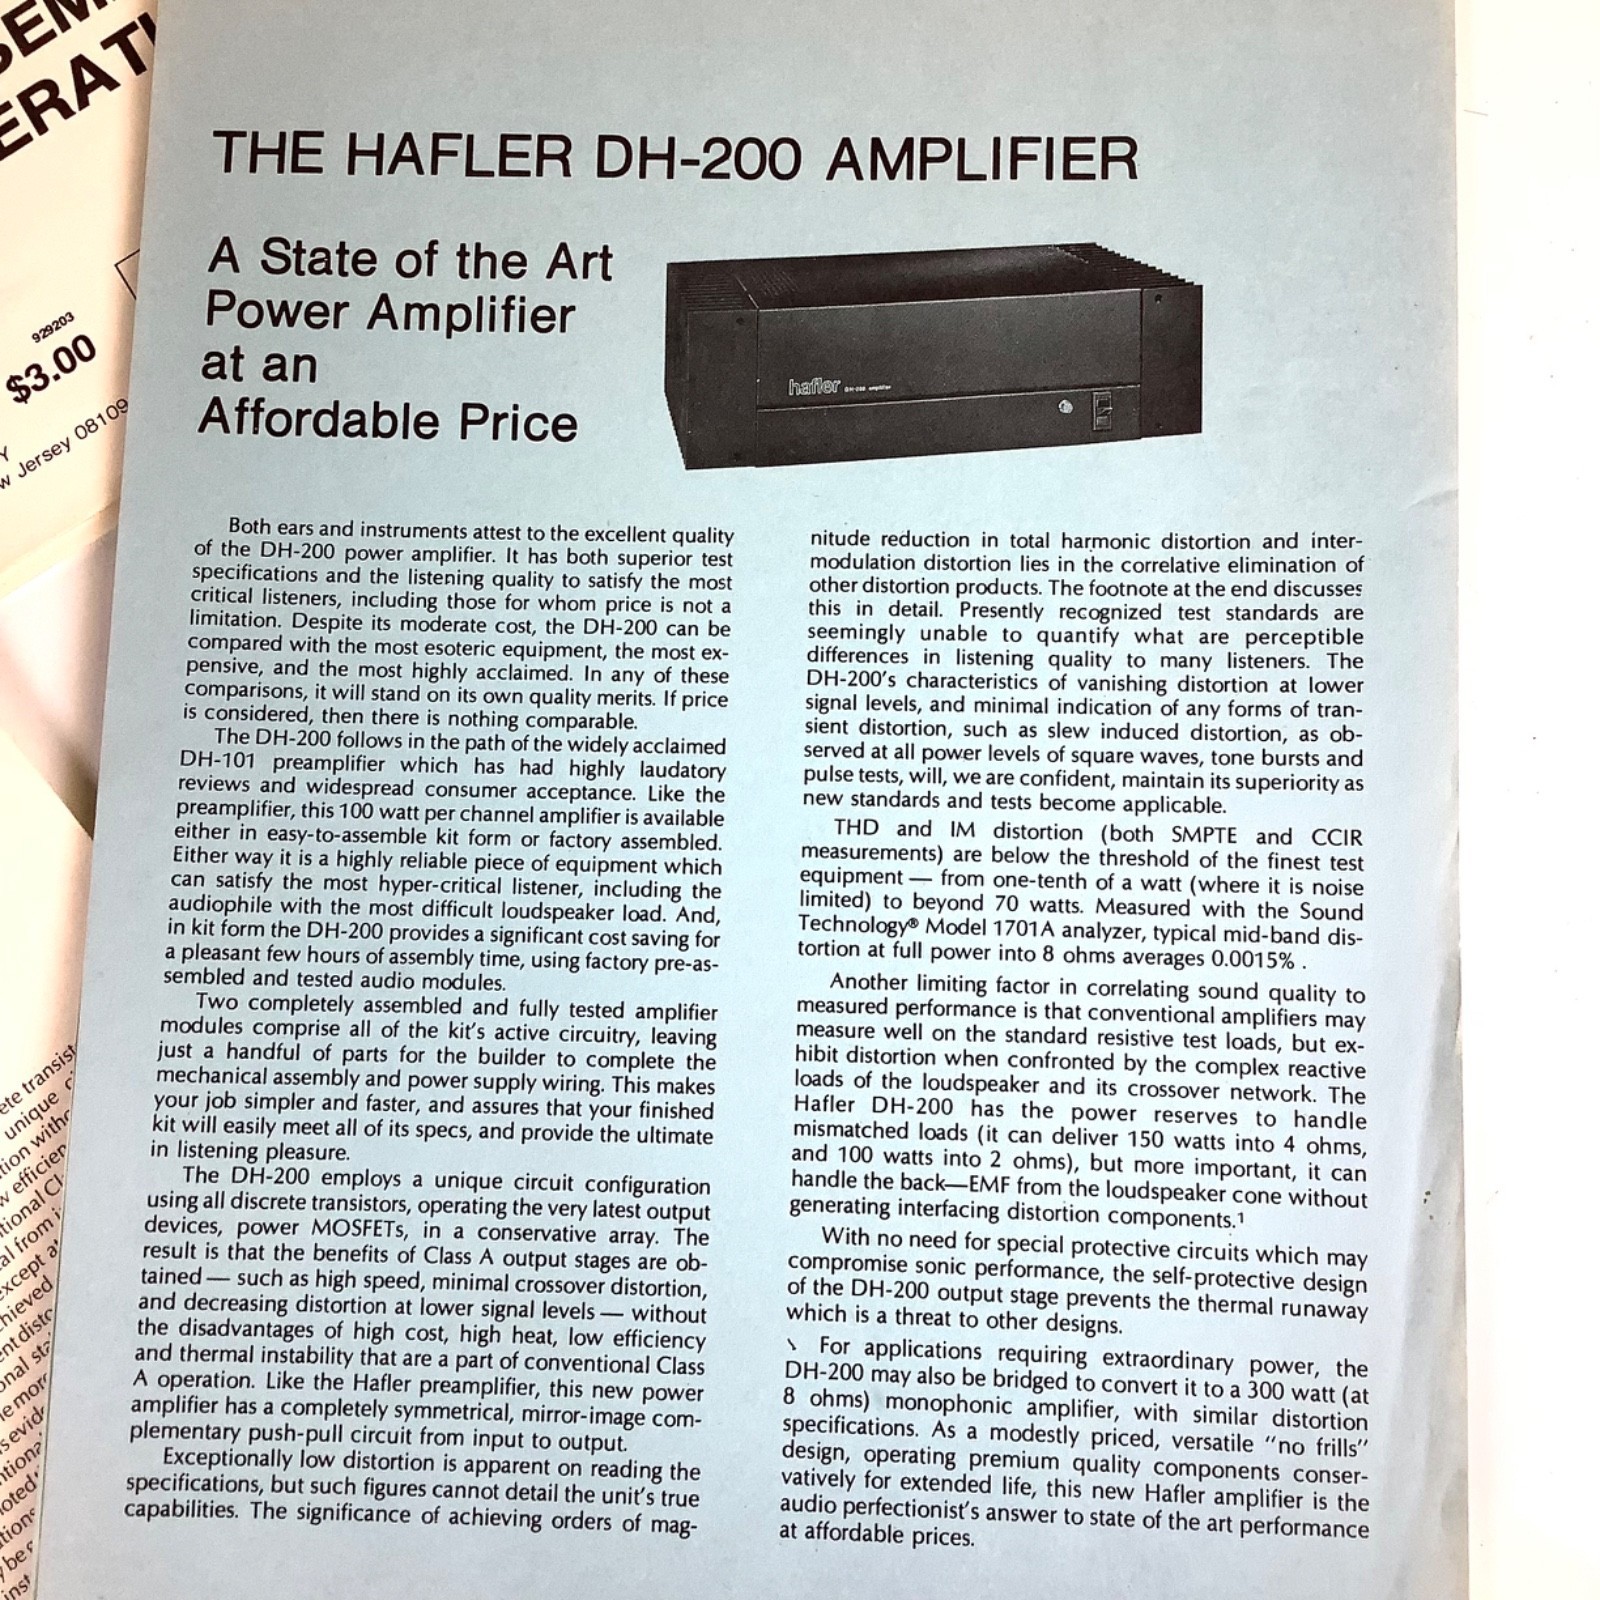 THE HAFLER DH-200 AMPLIFIER
A State of the Art
Power Amplifier
at an
Affordable Price
hafler DH-200 amplifier
Both ears and instruments attest to the excellent quality
of the DH-200 power amplifier. It has both superior test
specifications and the listening quality to satisfy the most
critical listeners, including those for whom price is not a
limitation. Despite its moderate cost, the DH-200 can be
compared with the most esoteric equipment, the most ex-
pensive, and the most highly acclaimed. In any of these
comparisons, it will stand on its own quality merits. If price
is considered, then there is nothing comparable.
The DH-200 follows in the path of the widely acclaimed
DH-101 preamplifier which has had highly laudatory
reviews and widespread consumer acceptance. Like the
preamplifier, this 100 watt per channel amplifier is available
either in easy-to-assemble kit form or factory assembled.
Either way it is a highly reliable piece of equipment which
can satisfy the most hyper-critical listener, including the
audiophile with the most difficult loudspeaker load. And,
in kit form the DH-200 provides a significant cost saving for
a pleasant few hours of assembly time, using factory pre-as-
sembled and tested audio modules.
Two completely assembled and fully tested amplifier
modules comprise all of the kit's active circuitry, leaving
just a handful of parts for the builder to complete the
mechanical assembly and power supply wiring. This makes
your job simpler and faster, and assures that your finished
kit will easily meet all of its specs, and provide the ultimate
in listening pleasure.
The DH-200 employs a unique circuit configuration
using all discrete transistors, operating the very latest output
devices, power MOSFETs, in a conservative array. The
result is that the benefits of Class A output stages are ob-
tained — such as high speed, minimal crossover distortion,
and decreasing distortion at lower signal levels — without
the disadvantages of high cost, high heat, low efficiency
and thermal instability that are a part of conventional Class
A operation. Like the Hafler preamplifier, this new power
amplifier has a completely symmetrical, mirror-image com-
plementary push-pull circuit from input to output.
Exceptionally low distortion is apparent on reading the
specifications, but such figures cannot detail the unit's true
capabilities. The significance of achieving orders of mag-
nitude reduction in total harmonic distortion and inter-
modulation distortion lies in the correlative elimination of
other distortion products. The footnote at the end discusses
this in detail. Presently recognized test standards are
seemingly unable to quantify what are perceptible
differences in listening quality to many listeners. The
DH-200's characteristics of vanishing distortion at lower
signal levels, and minimal indication of any forms of tran-
sient distortion, such as slew induced distortion, as ob-
served at all power levels of square waves, tone bursts and
pulse tests, will, we are confident, maintain its superiority as
new standards and tests become applicable.
THD and IM distortion (both SMPTE and CCIR
measurements) are below the threshold of the finest test
equipment — from one-tenth of a watt (where it is noise
limited) to beyond 70 watts. Measured with the Sound
Technology® Model 1701A analyzer, typical mid-band dis-
tortion at full power into 8 ohms averages 0.0015% .
Another limiting factor in correlating sound quality to
measured performance is that conventional amplifiers may
measure well on the standard resistive test loads, but ex-
hibit distortion when confronted by the complex reactive
loads of the loudspeaker and its crossover network. The
Hafler DH-200 has the power reserves to handle
mismatched loads (it can deliver 150 watts into 4 ohms,
and 100 watts into 2 ohms), but more important, it can
handle the back—EMF from the loudspeaker cone without
generating interfacing distortion components.¹
With no need for special protective circuits which may
compromise sonic performance, the self-protective design
of the DH-200 output stage prevents the thermal runaway
which is a threat to other designs.
For applications requiring extraordinary power, the
DH-200 may also be bridged to convert it to a 300 watt (at
8 ohms) monophonic amplifier, with similar distortion
specifications. As a modestly priced, versatile "no frills"
design, operating premium quality components conser-
vatively for extended life, this new Hafler amplifier is the
audio perfectionist's answer to state of the art performance
at affordable prices.
929203
$3.00
Jersey 08109